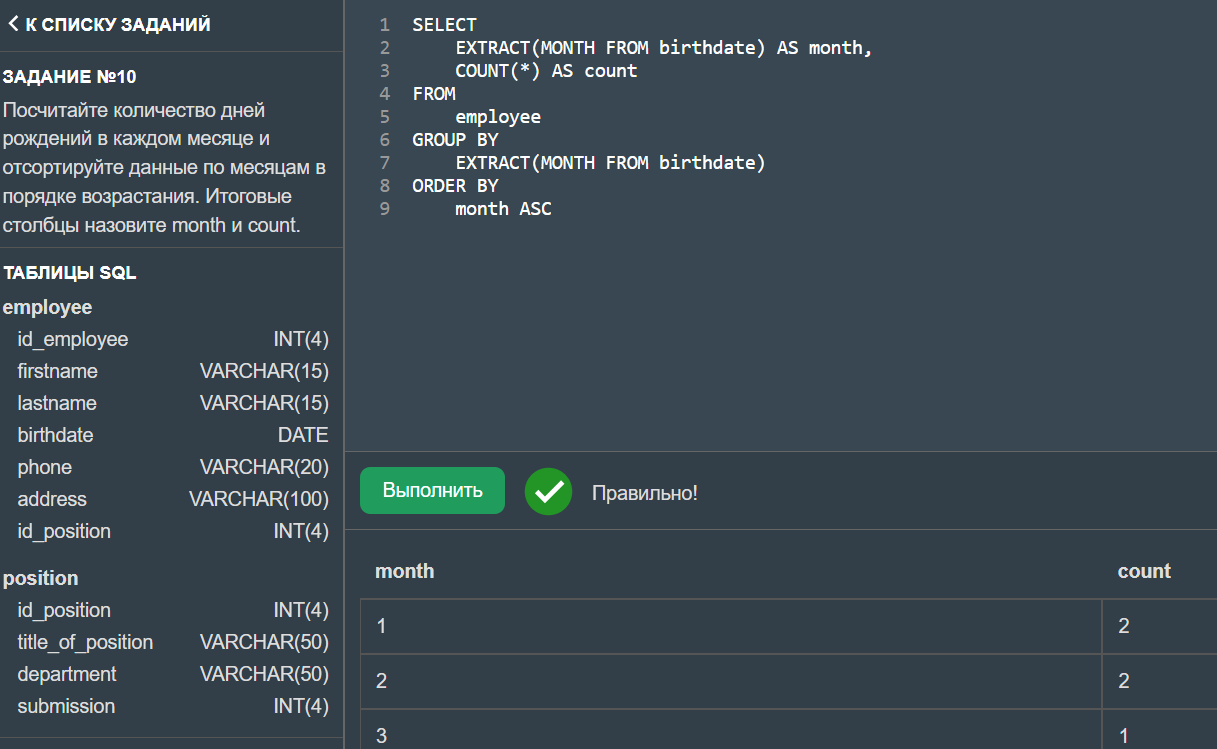 К СПИСКУ ЗАДАНИЙ
ЗАДАНИЕ №10
Посчитайте количество дней
рождений в каждом месяце и
отсортируйте данные по месяцам в
порядке возрастания. Итоговые
столбцы назовите month и count.
ТАБЛИЦЫ SQL
employee
id_employee INT(4)
firstname VARCHAR(15)
lastname VARCHAR(15)
birthdate DATE
phone VARCHAR(20)
address VARCHAR(100)
id_position INT(4)
position
id_position INT(4)
title_of_position VARCHAR(50)
department VARCHAR(50)
submission INT(4)
1 SELECT
2 EXTRACT(MONTH FROM birthdate) AS month,
3 COUNT(*) AS count
4 FROM
5 employee
6 GROUP BY
7 EXTRACT(MONTH FROM birthdate)
8 ORDER BY
9 month ASC
Выполнить Правильно!
month count
1 2
2 2
3 1